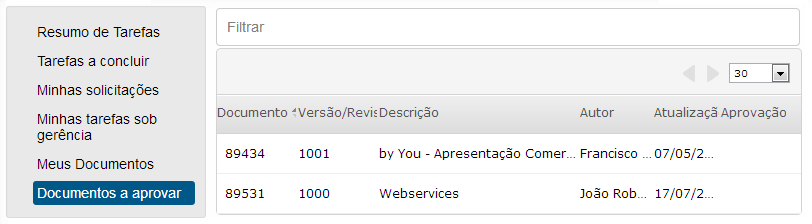 Resumo de Tarefas
Tarefas a concluir
Minhas solicitações
Minhas tarefas sob
gerência
Meus Documentos
Documentos a aprovar
Filtrar
30
Documento Versão/Revis Descrição Autor Atualizaçã Aprovação
89434 1001 by You - Apresentação Comer... Francisco ... 07/05/2...
89531 1000 Webservices João Rob... 17/07/2...